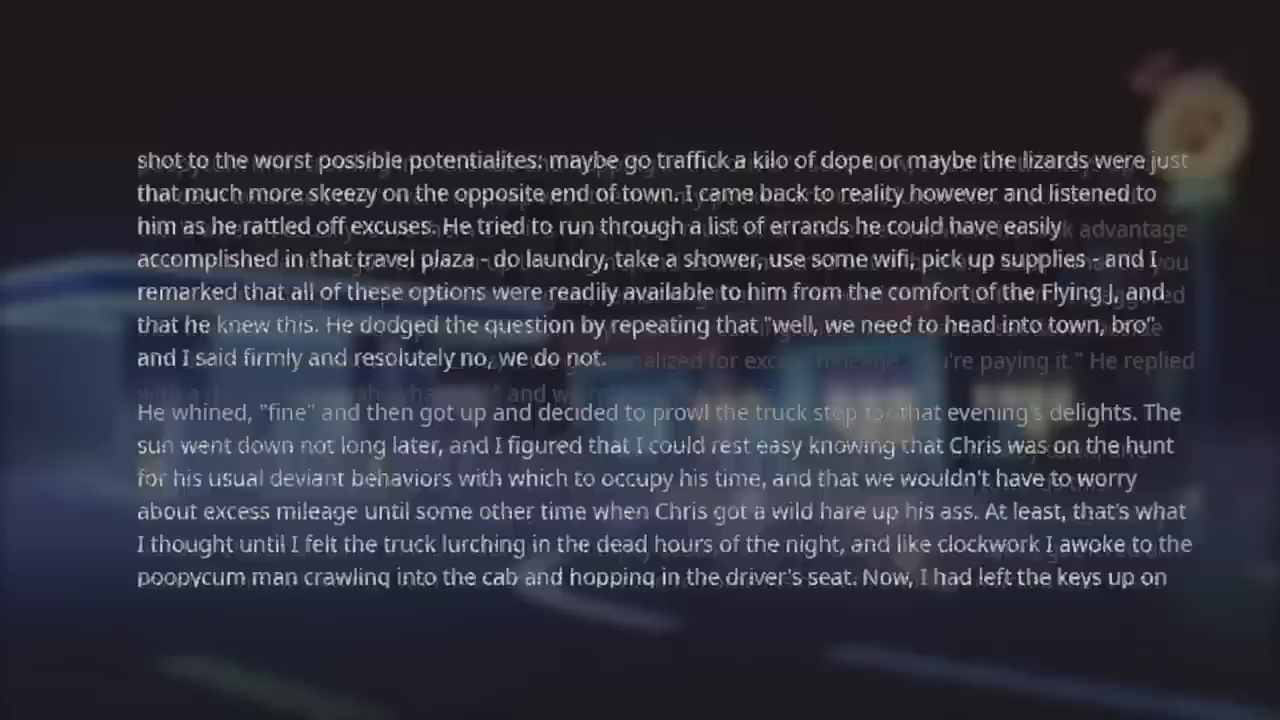 shot to the worst possible potentialites: maybe go traffick a kilo of dope or maybe the lizards were just
that much more skeezy on the opposite end of town. I came back to reality however and listened to
him as he rattled off excuses. He tried to run through a list of errands he could have easily
accomplished in that travel plaza - do laundry, take a shower, use some wifi, pick up supplies - and I
remarked that all of these options were readily available to him from the comfort of the Flying J, and
that he knew this. He dodged the question by repeating that "well, we need to head into town, bro"
and I said firmly and resolutely no, we do not.
He whined, "fine" and then got up and decided to prowl the truck stop for that evening's delights. The
sun went down not long later, and I figured that I could rest easy knowing that Chris was on the hunt
for his usual deviant behaviors with which to occupy his time, and that we wouldn't have to worry
about excess mileage until some other time when Chris got a wild hare up his ass. At least, that's what
I thought until I felt the truck lurching in the dead hours of the night, and like clockwork I awoke to the
poopycum man crawling into the cab and hopping in the driver's seat. Now, I had left the keys up on